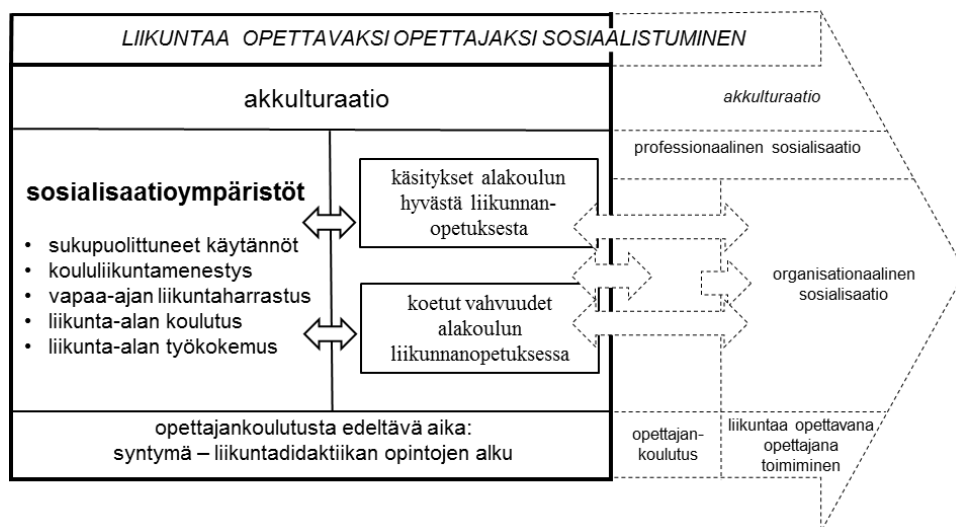 LIIKUNTAA OPETTAVAKSI OPETTAJAKSI SOSIAALISTUMINEN
akkulturaatio
akkulturaatio
professionaalinen sosialisaatio
sosialisaatioympäristöt
• sukupuolittuneet käytännöt
• koululiikuntamenestys
• vapaa-ajan liikuntaharrastus
• liikunta-alan koulutus
• liikunta-alan työkokemus
käsitykset alakoulun
hyvästä liikunnan-
opetuksesta
koetut vahvuudet
alakoulun
liikunnanopetuksessa
organisationaalinen
sosialisaatio
opettajankoulutusta edeltävä aika:
syntymä – liikuntadidaktiikan opintojen alku
opettajan-
koulutus
liikuntaa opettavana
opettajana
toimiminen